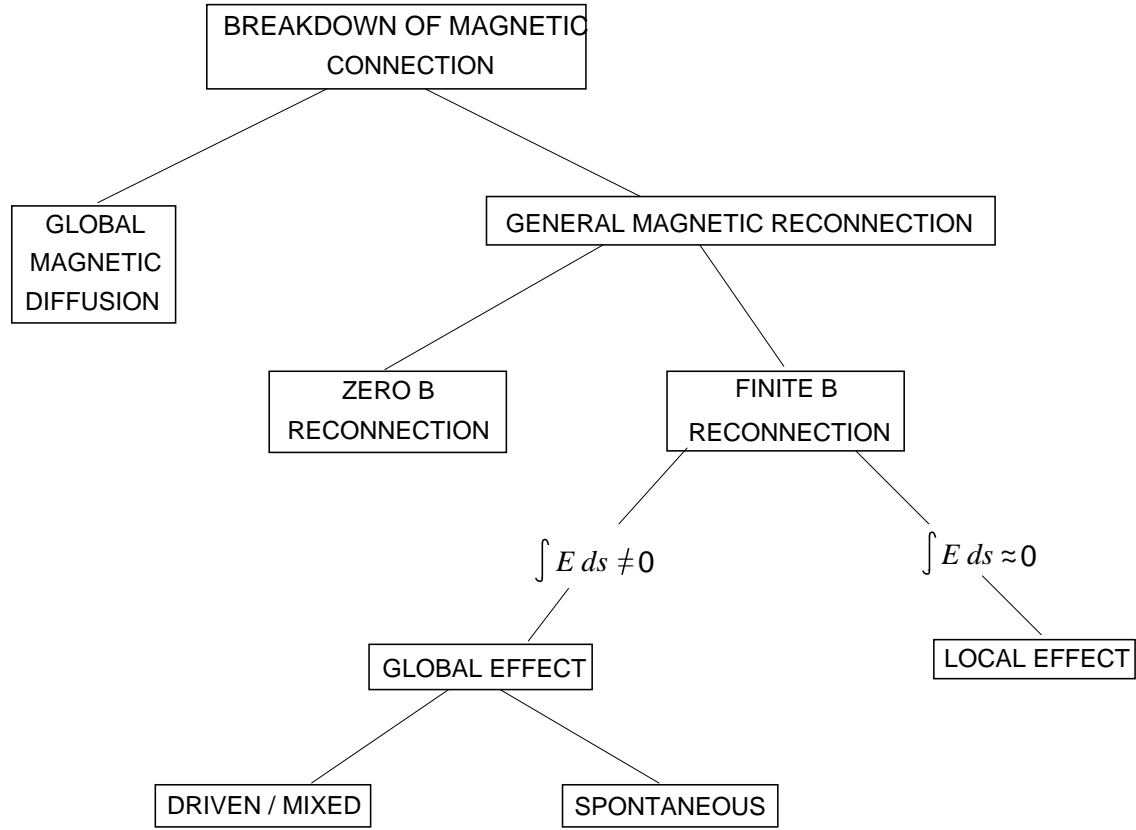 BREAKDOWN OF MAGNETIC
CONNECTION
GLOBAL
MAGNETIC
DIFFUSION
GENERAL MAGNETIC RECONNECTION
ZERO B
RECONNECTION
FINITE B
RECONNECTION
∫ E ds ≠ 0
∫ E ds ≈ 0
GLOBAL EFFECT
LOCAL EFFECT
DRIVEN / MIXED
SPONTANEOUS